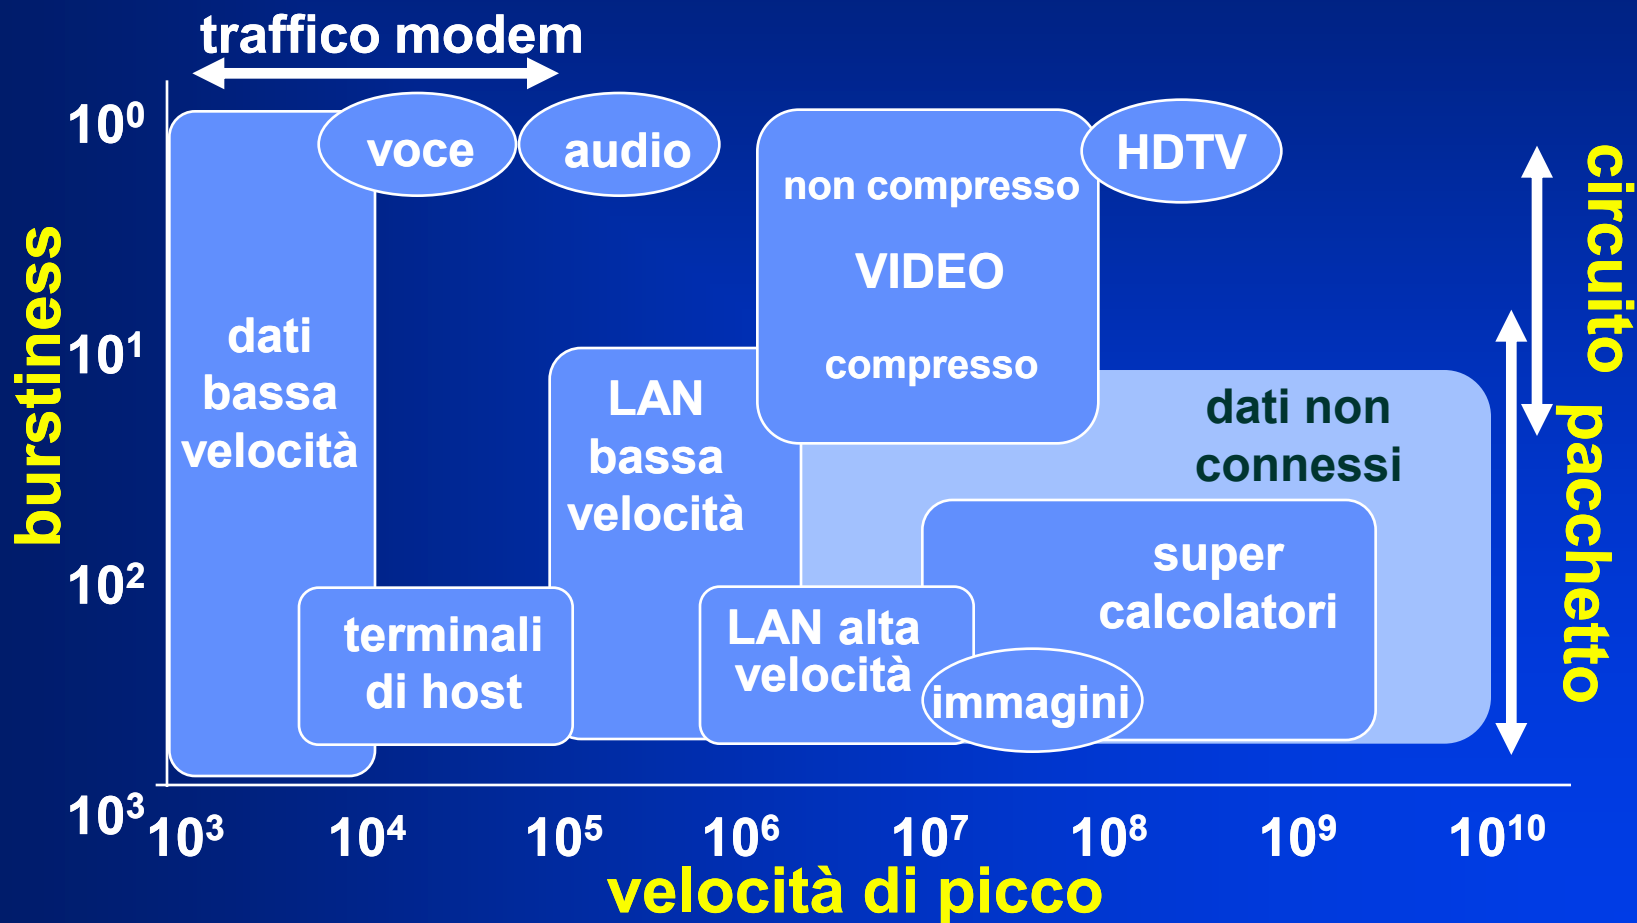 traffico modem
10⁰
voce
audio
HDTV
non compresso
VIDEO
compresso
circuito
burstiness
10¹
dati
bassa
velocità
LAN
bassa
velocità
dati non
connessi
pacchetto
10²
super
calcolatori
terminali
di host
LAN alta
velocità
immagini
10³
10³ 10⁴ 10⁵ 10⁶ 10⁷ 10⁸ 10⁹ 10¹⁰
velocità di picco